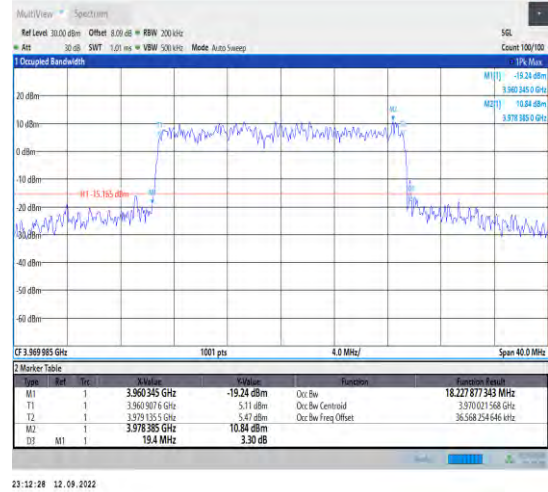 MultiView Spectrum
Ref Level 30.00 dBm Offset 8.09 dB RBW 200 kHz SGL
Att 30 dB SWT 1.01 ms VBW 500 kHz Mode Auto Sweep Count 100/100
1 Occupied Bandwidth 1Pk Max
M1[1] -19.24 dBm
3.960 345 0 GHz
M2[1] 10.84 dBm
3.978 385 0 GHz
M2
20 dBm
10 dBm
T1
0 dBm
-10 dBm
H1 -15.165 dBm
-20 dBm
-30 dBm
-40 dBm
-50 dBm
-60 dBm
CF 3.969 985 GHz 1001 pts 4.0 MHz/ Span 40.0 MHz
2 Marker Table
Type Ref Trc X-Value Y-Value Function Function Result
M1 1 3.960 345 GHz -19.24 dBm Occ Bw 18.227 877 343 MHz
T1 1 3.960 907 6 GHz 5.11 dBm Occ Bw Centroid 3.970 021 568 GHz
T2 1 3.979 135 5 GHz 5.47 dBm Occ Bw Freq Offset 36.568 254 646 kHz
M2 1 3.978 385 GHz 10.84 dBm
D3 M1 1 19.4 MHz 3.30 dB
23:12:28 12.09.2022